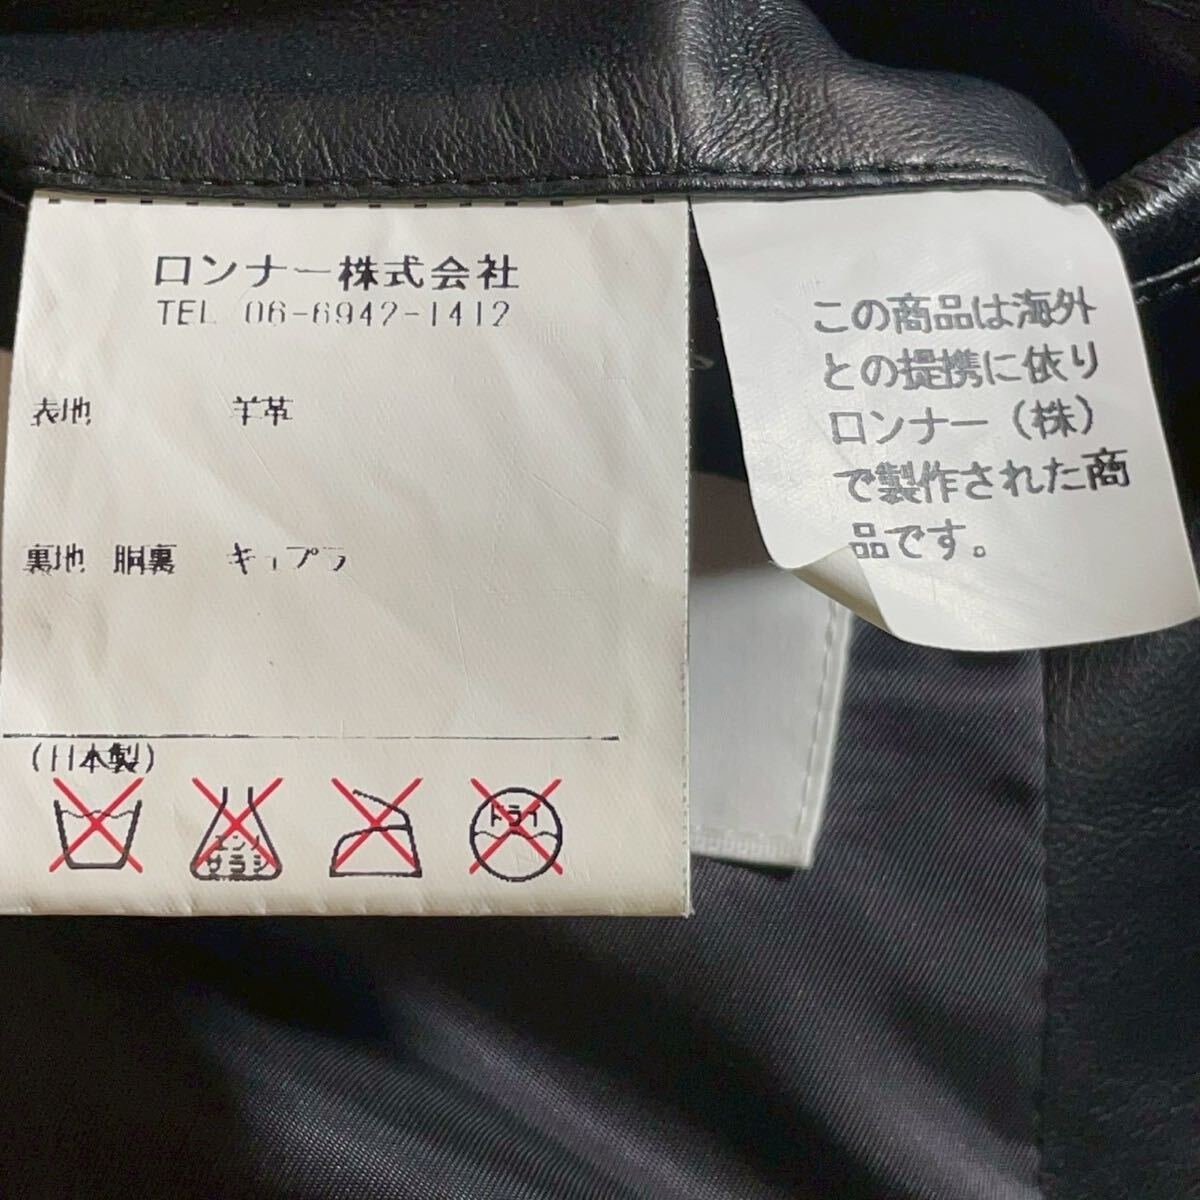 ロンナー株式会社
TEL 06-6942-1412
表地 羊革
裏地 胴裏 キュプラ
(日本製)
エンソ
サラシ
ドライ
この商品は海外
との提携に依り
ロンナー(株)
で製作された商
品です。